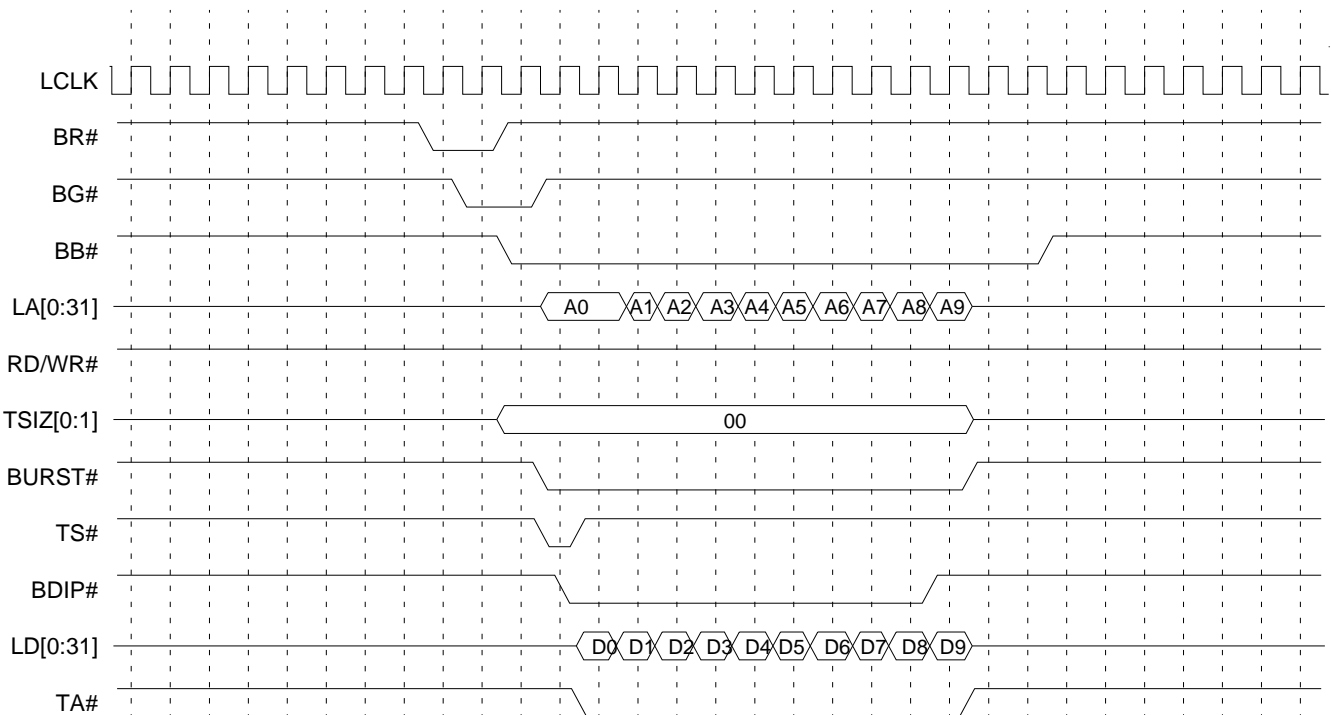 LCLK
BR#
BG#
BB#
LA[0:31] A0 A1 A2 A3 A4 A5 A6 A7 A8 A9
RD/WR#
TSIZ[0:1] 00
BURST#
TS#
BDIP#
LD[0:31] D0 D1 D2 D3 D4 D5 D6 D7 D8 D9
TA#